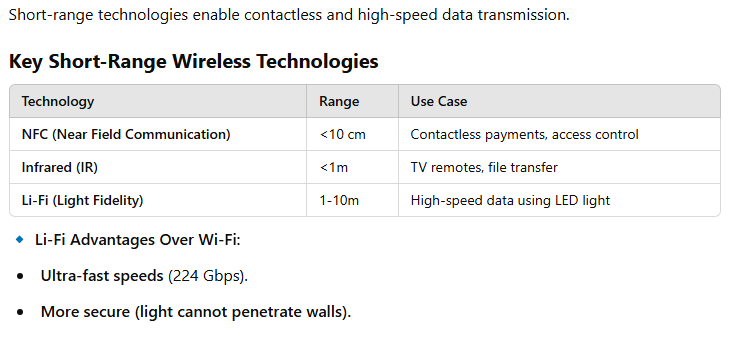 Short-range technologies enable contactless and high-speed data transmission.
Key Short-Range Wireless Technologies
Technology Range Use Case
NFC (Near Field Communication) <10 cm Contactless payments, access control
Infrared (IR) <1m TV remotes, file transfer
Li-Fi (Light Fidelity) 1-10m High-speed data using LED light
🔹 Li-Fi Advantages Over Wi-Fi:
• Ultra-fast speeds (224 Gbps).
• More secure (light cannot penetrate walls).